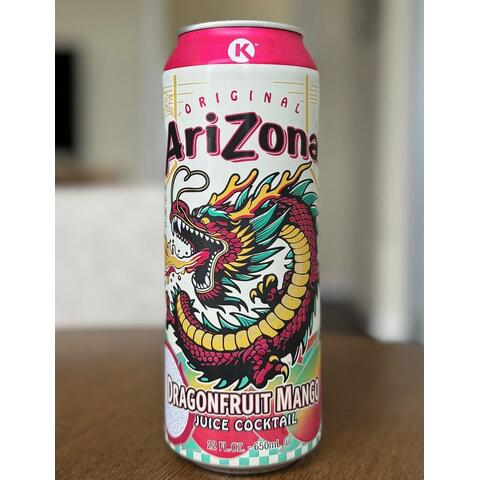 K
ORIGINAL
AriZona
DRAGONFRUIT MANGO
JUICE COCKTAIL
22 FL. OZ. - 650mL